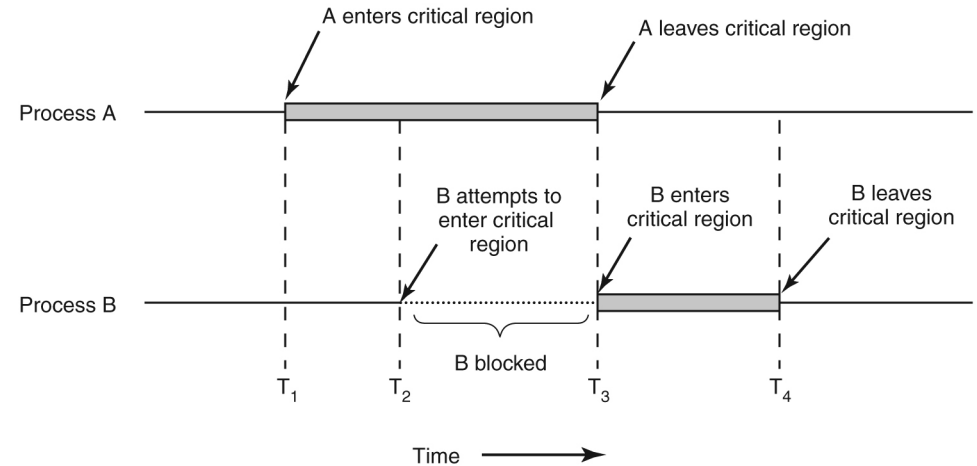 A enters critical region
A leaves critical region
Process A
B attempts to
enter critical
region
B enters
critical region
B leaves
critical region
Process B
B blocked
T1
T2
T3
T4
Time